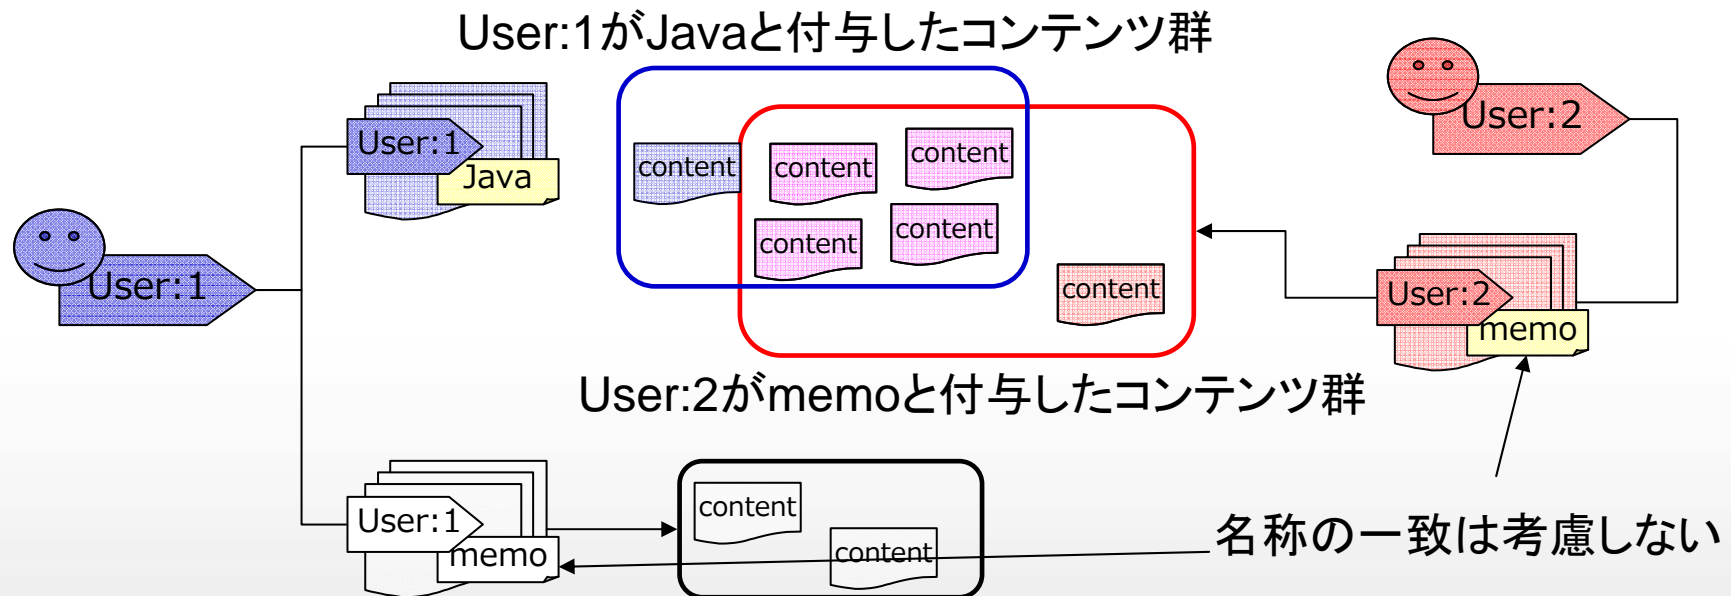 User:1がJavaと付与したコンテンツ群
User:1
Java
User:1
content
content
content
content
content
content
User:2
User:2
memo
User:2がmemoと付与したコンテンツ群
User:1
memo
content
content
名称の一致は考慮しない